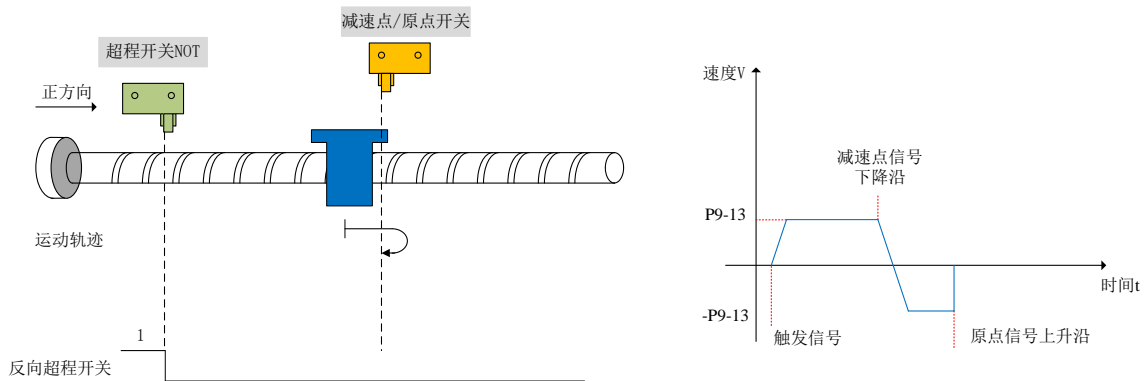 减速点/原点开关
超程开关NOT
正方向
运动轨迹
1
反向超程开关
速度V
减速点信号
下降沿
P9-13
时间t
-P9-13
触发信号
原点信号上升沿